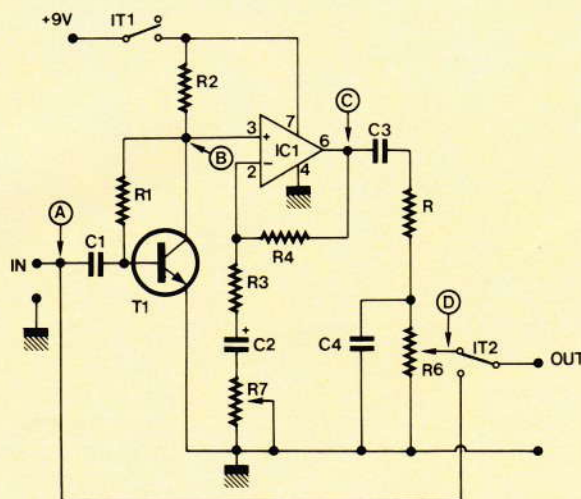 +9V
IT1
R2
C
7
3
+
6
C3
IC1
B
2
−
4
R1
R
A
C1
R4
IN
R3
D
T1
+
C2
C4
IT2
R6
OUT
R7